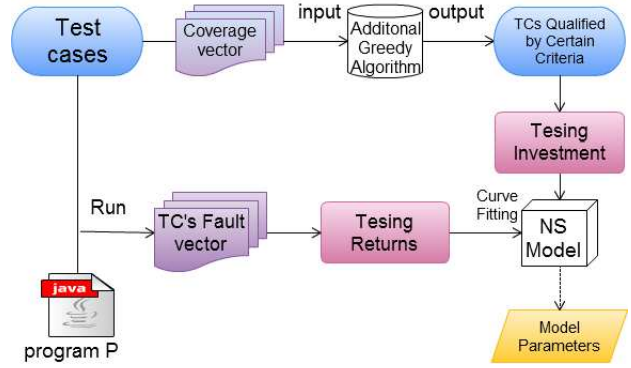 Test
cases
Coverage
vector
input
Additonal
Greedy
Algorithm
output
TCs Qualified
by Certain
Criteria
Tesing
Investment
Run
TC's Fault
vector
Tesing
Returns
Curve
Fitting
NS
Model
java
program P
Model
Parameters